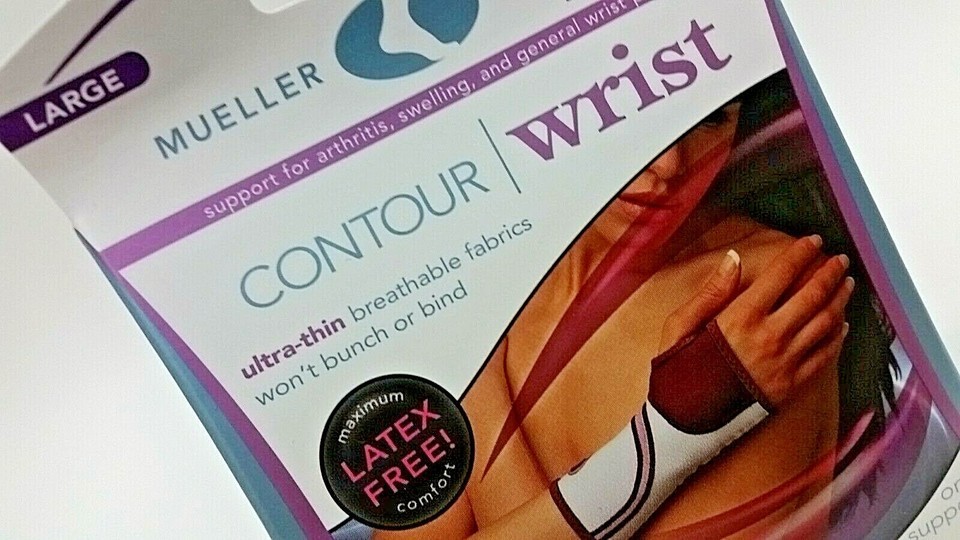 LARGE
MUELLER
support for arthritis, swelling, and general wrist
CONTOUR | wrist
ultra-thin breathable fabrics
won't bunch or bind
maximum
LATEX
FREE!
comfort